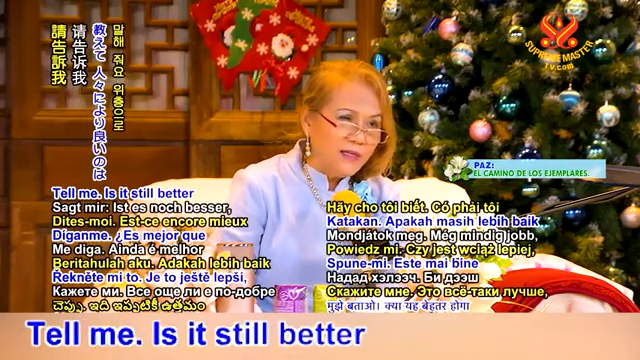 말해 줘요 위층으로
教えて 人々により良いのは
请告诉我
請告訴我
SUPREME MASTER
TV.com
PAZ:
EL CAMINO DE LOS EJEMPLARES.
Tell me. Is it still better
Sagt mir: Ist es noch besser,
Dites-moi. Est-ce encore mieux
Díganme. ¿Es mejor que
Me diga. Ainda é melhor
Beritahulah aku. Adakah lebih baik
Řekněte mi to. Je to ještě lepší,
Кажете ми. Все още ли е по-добре
చెప్పు. ఇది ఇప్పటికీ ఉత్తమం
Hãy cho tôi biết. Có phải tôi
Katakan. Apakah masih lebih baik
Mondjátok meg. Még mindig jobb,
Powiedz mi. Czy jest wciąż lepiej,
Spune-mi. Este mai bine
Надад хэлээч. Би дээш
Скажите мне. Это всё-таки лучше,
मुझे बताओ। क्या यह बेहतर होगा
Tell me. Is it still better